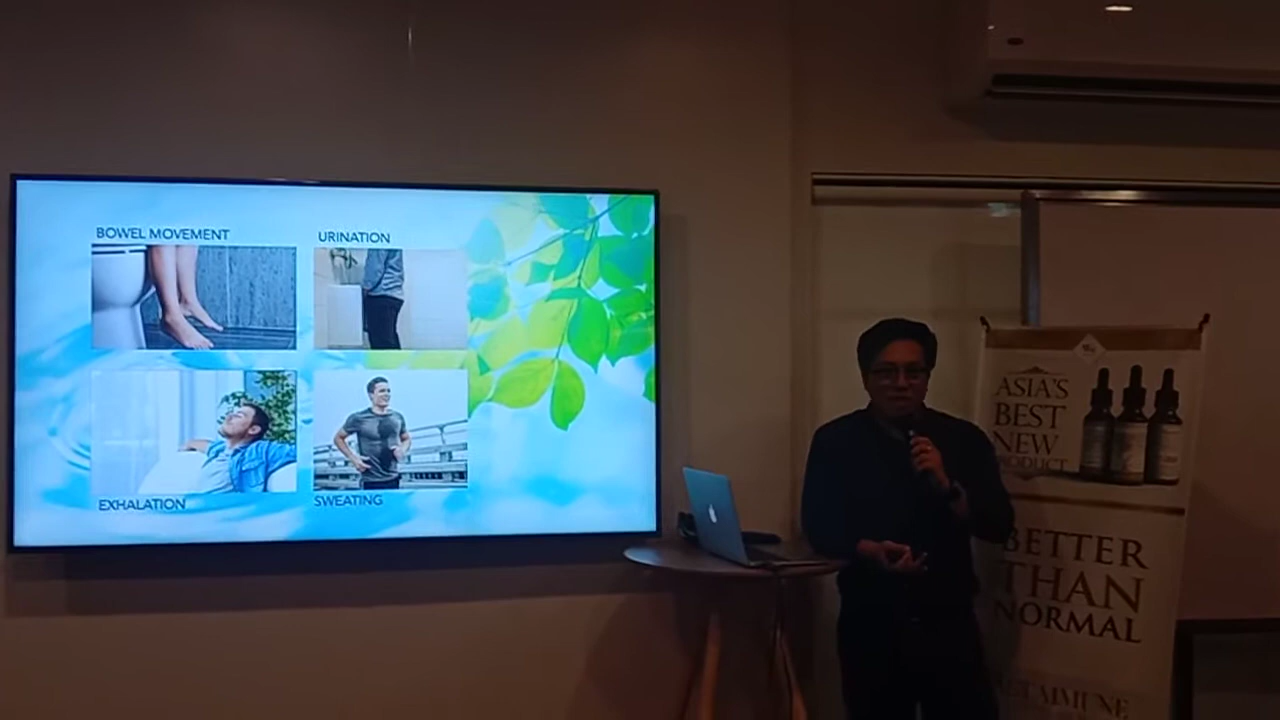 BOWEL MOVEMENT
URINATION
EXHALATION
SWEATING
ASIA'S
BEST
NEW
PRODUCT
BETTER
THAN
NORMAL